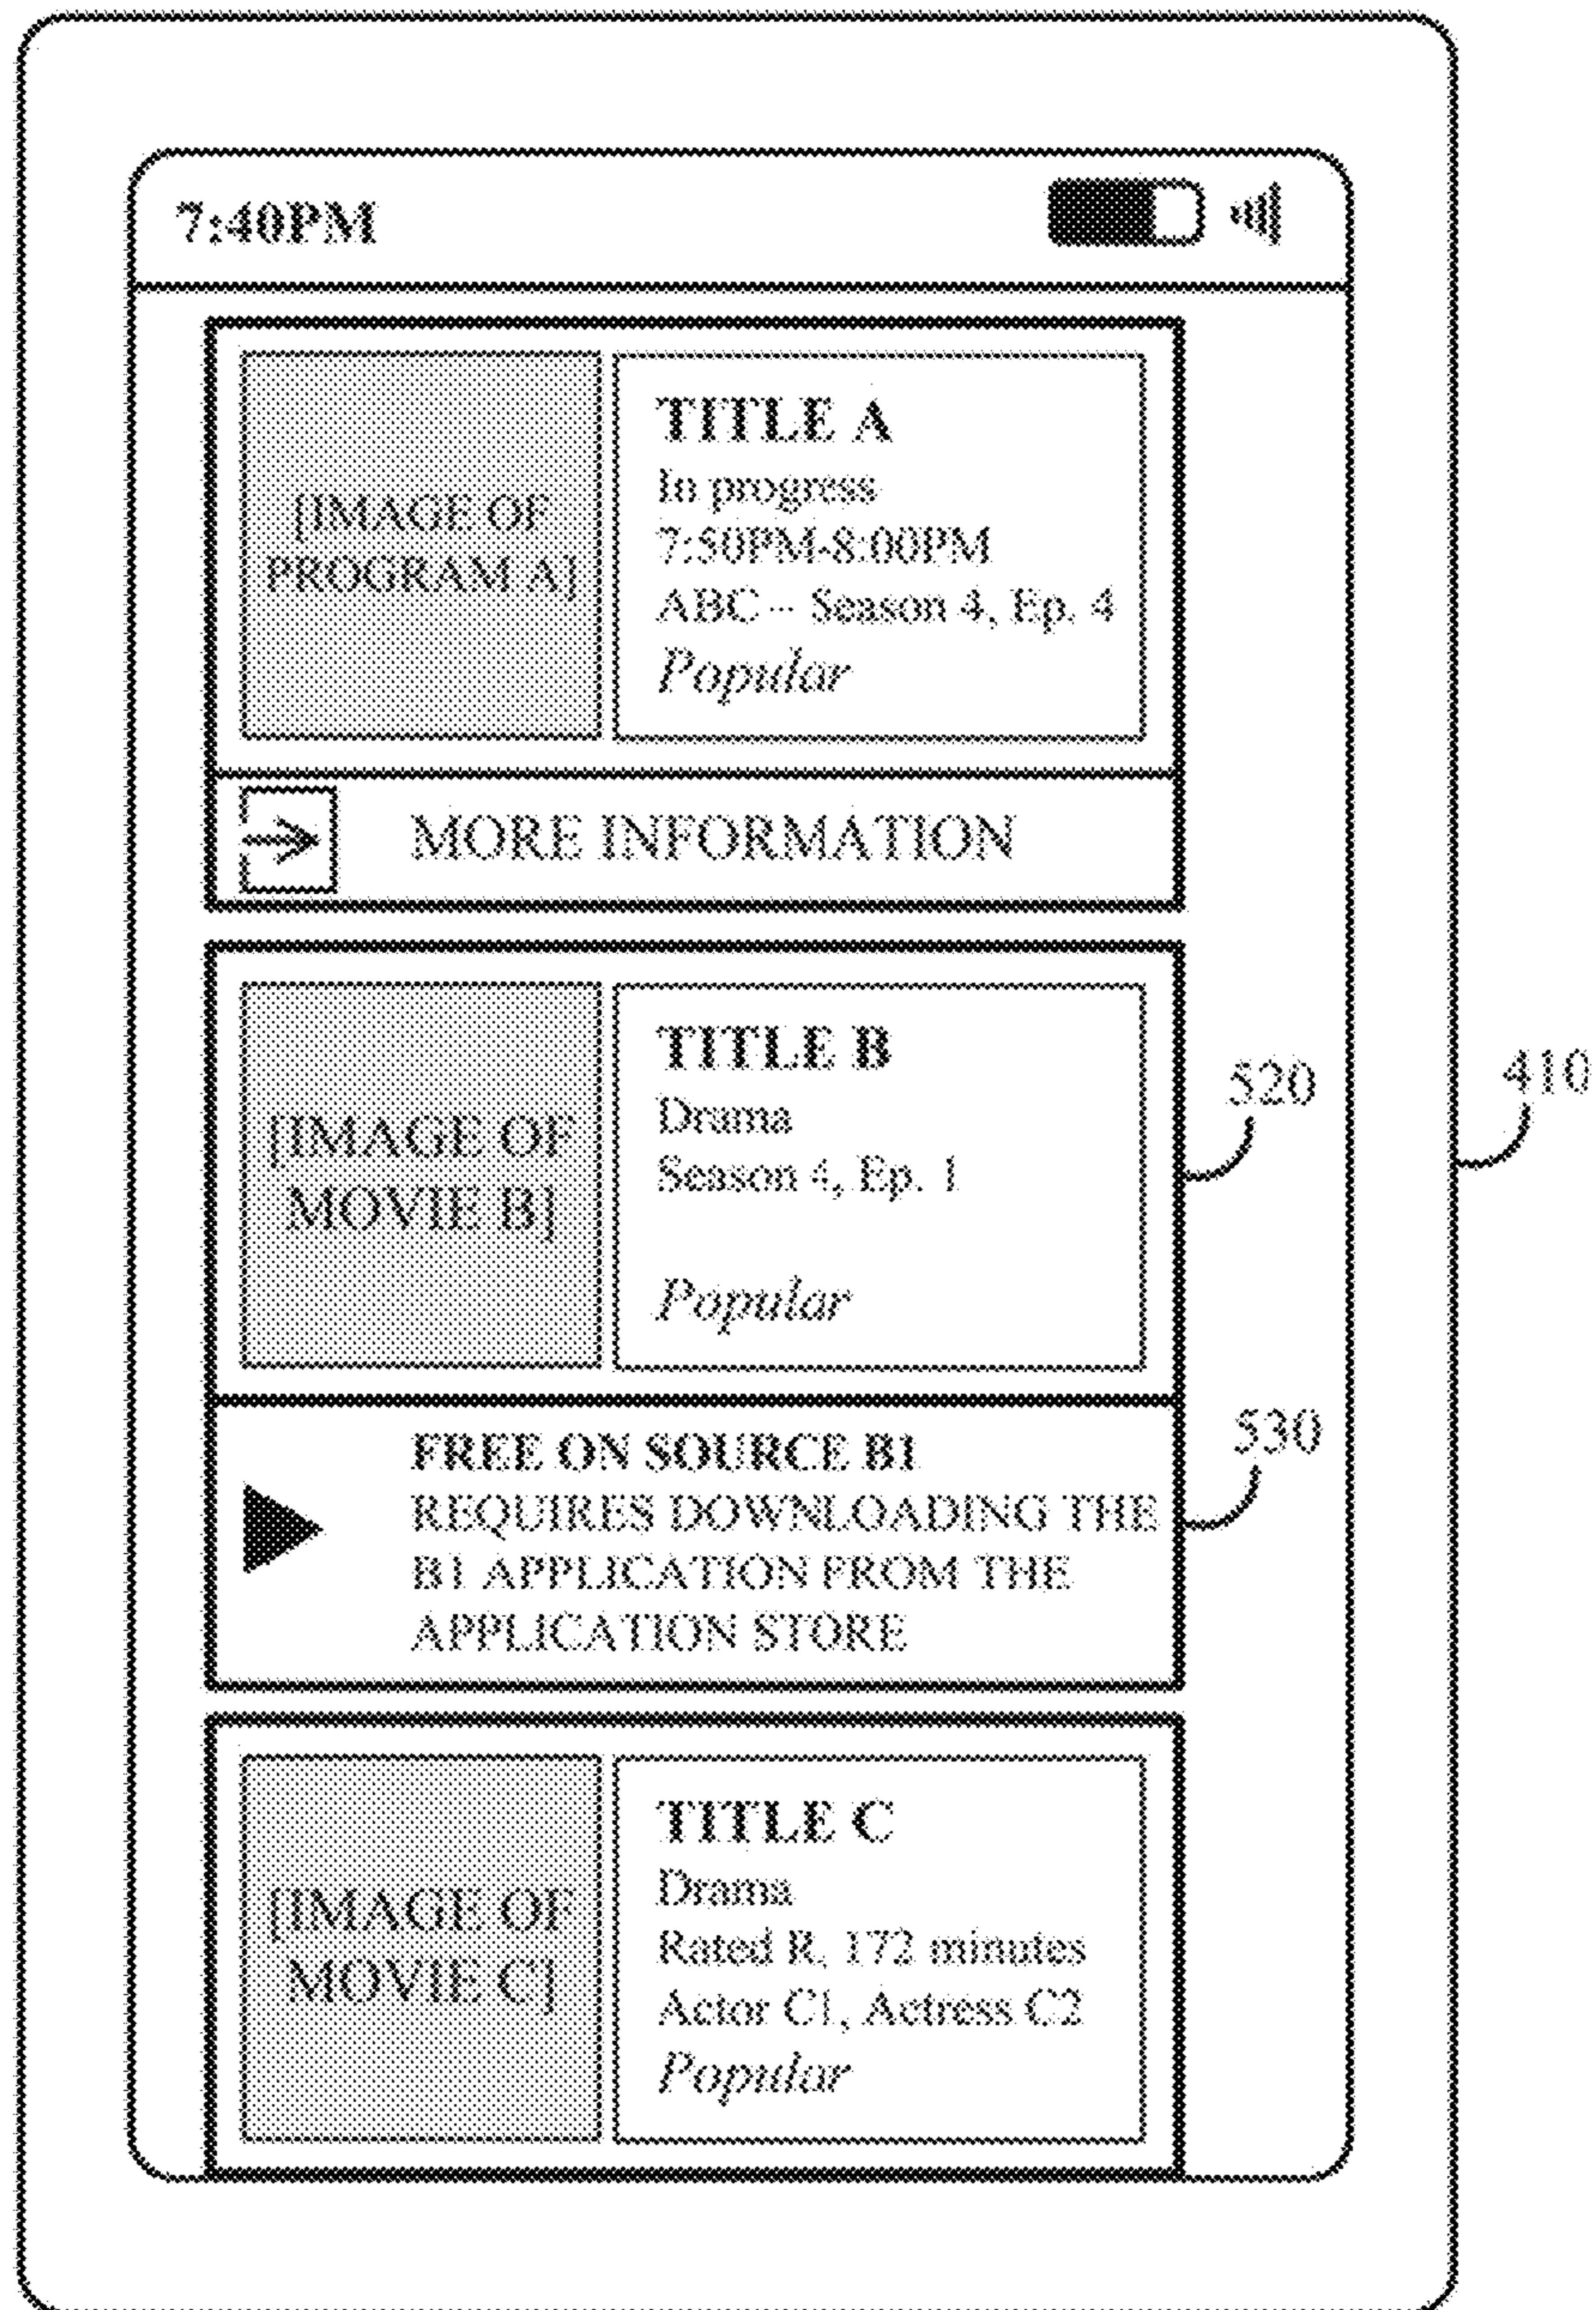 7:40PM
[IMAGE OF
PROGRAM A]
TITLE A
In progress
7:50PM-8:00PM
ABC -- Season 4, Ep. 4
Popular
MORE INFORMATION
[IMAGE OF
MOVIE B]
TITLE B
Drama
Season 4, Ep. 1
Popular
520
410
FREE ON SOURCE B1
REQUIRES DOWNLOADING THE
B1 APPLICATION FROM THE
APPLICATION STORE
530
[IMAGE OF
MOVIE C]
TITLE C
Drama
Rated R, 172 minutes
Actor C1, Actress C2
Popular